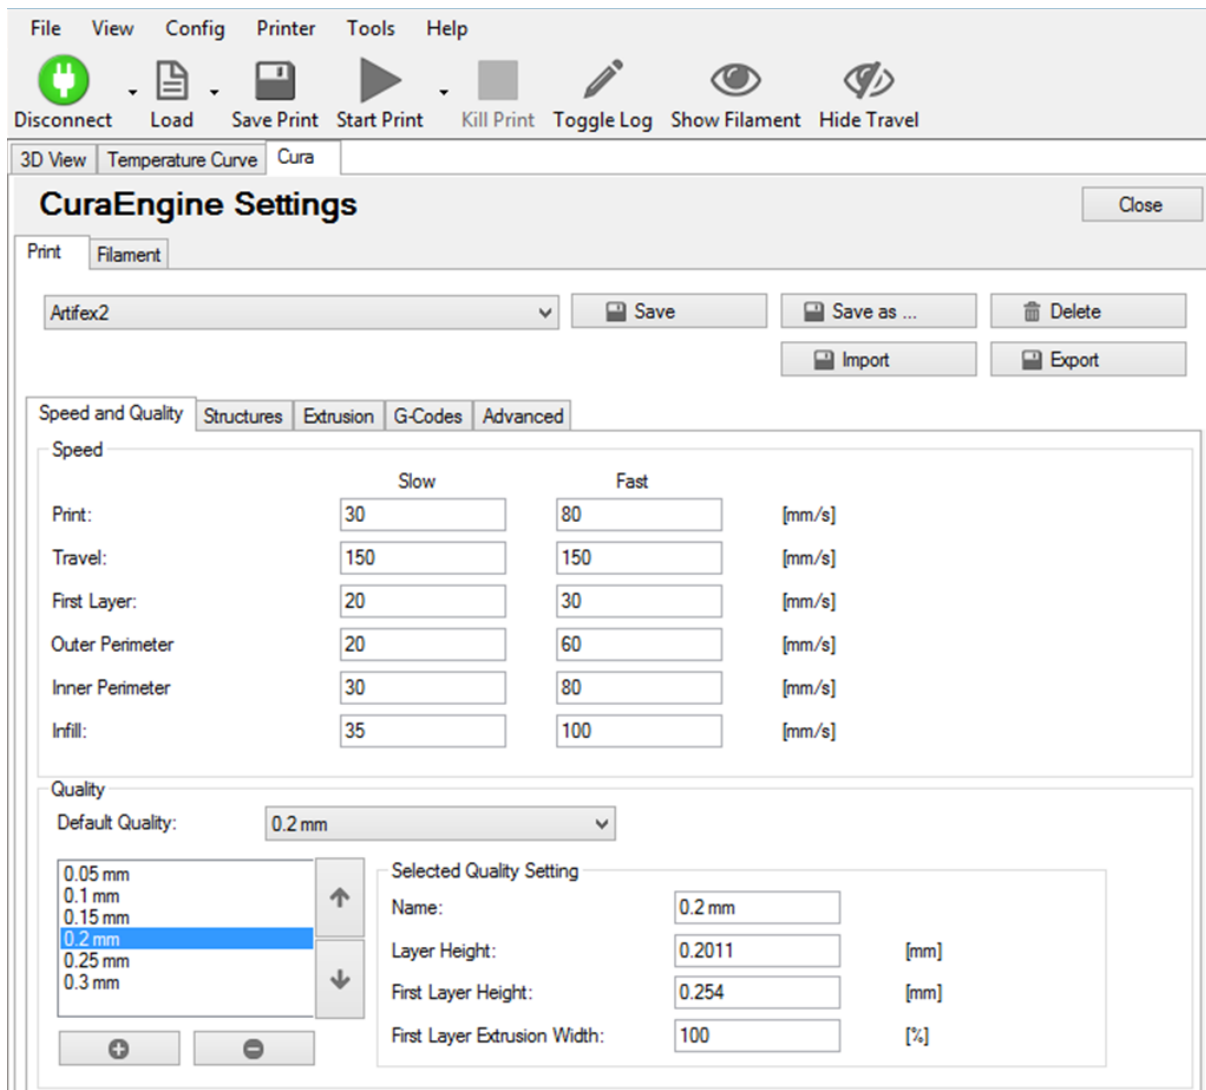 File View Config Printer Tools Help
Disconnect Load Save Print Start Print Kill Print Toggle Log Show Filament Hide Travel
3D View Temperature Curve Cura
CuraEngine Settings Close
Print Filament
Artifex2 Save Save as ... Delete
Import Export
Speed and Quality Structures Extrusion G-Codes Advanced
Speed
Slow Fast
Print: 30 80 [mm/s]
Travel: 150 150 [mm/s]
First Layer: 20 30 [mm/s]
Outer Perimeter 20 60 [mm/s]
Inner Perimeter 30 80 [mm/s]
Infill: 35 100 [mm/s]
Quality
Default Quality: 0.2 mm
0.05 mm
0.1 mm
0.15 mm
0.2 mm
0.25 mm
0.3 mm
Selected Quality Setting
Name: 0.2 mm
Layer Height: 0.2011 [mm]
First Layer Height: 0.254 [mm]
First Layer Extrusion Width: 100 [%]